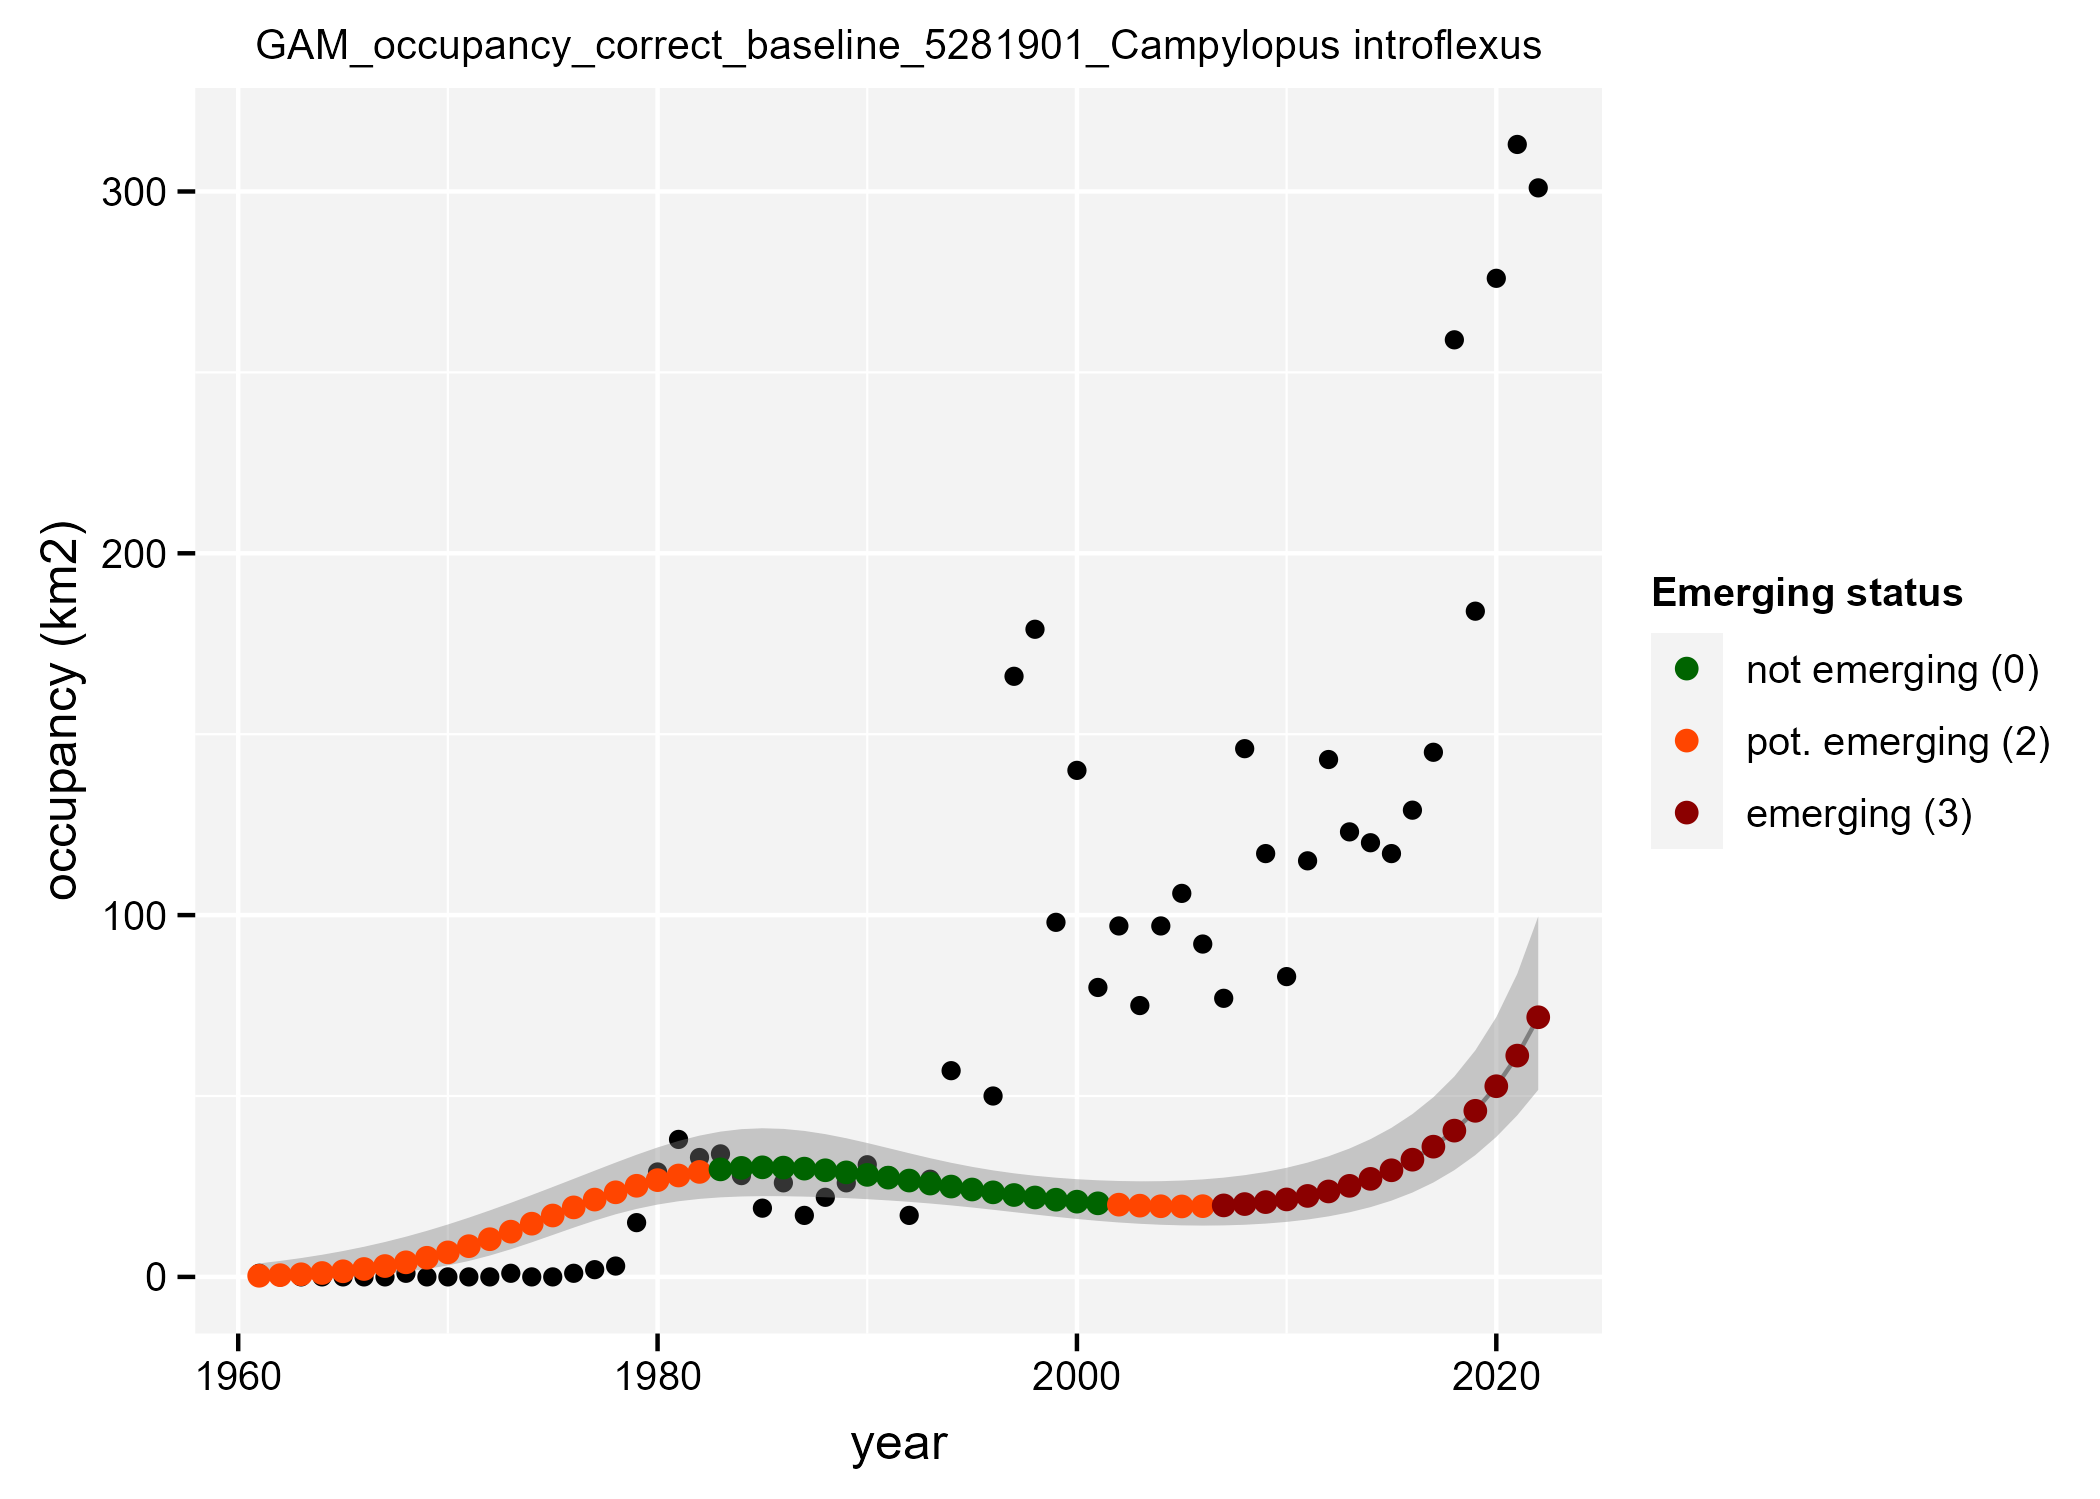 GAM_occupancy_correct_baseline_5281901_Campylopus introflexus
300
200
100
0
occupancy (km2)
1960
1980
2000
2020
year
Emerging status
not emerging (0)
pot. emerging (2)
emerging (3)